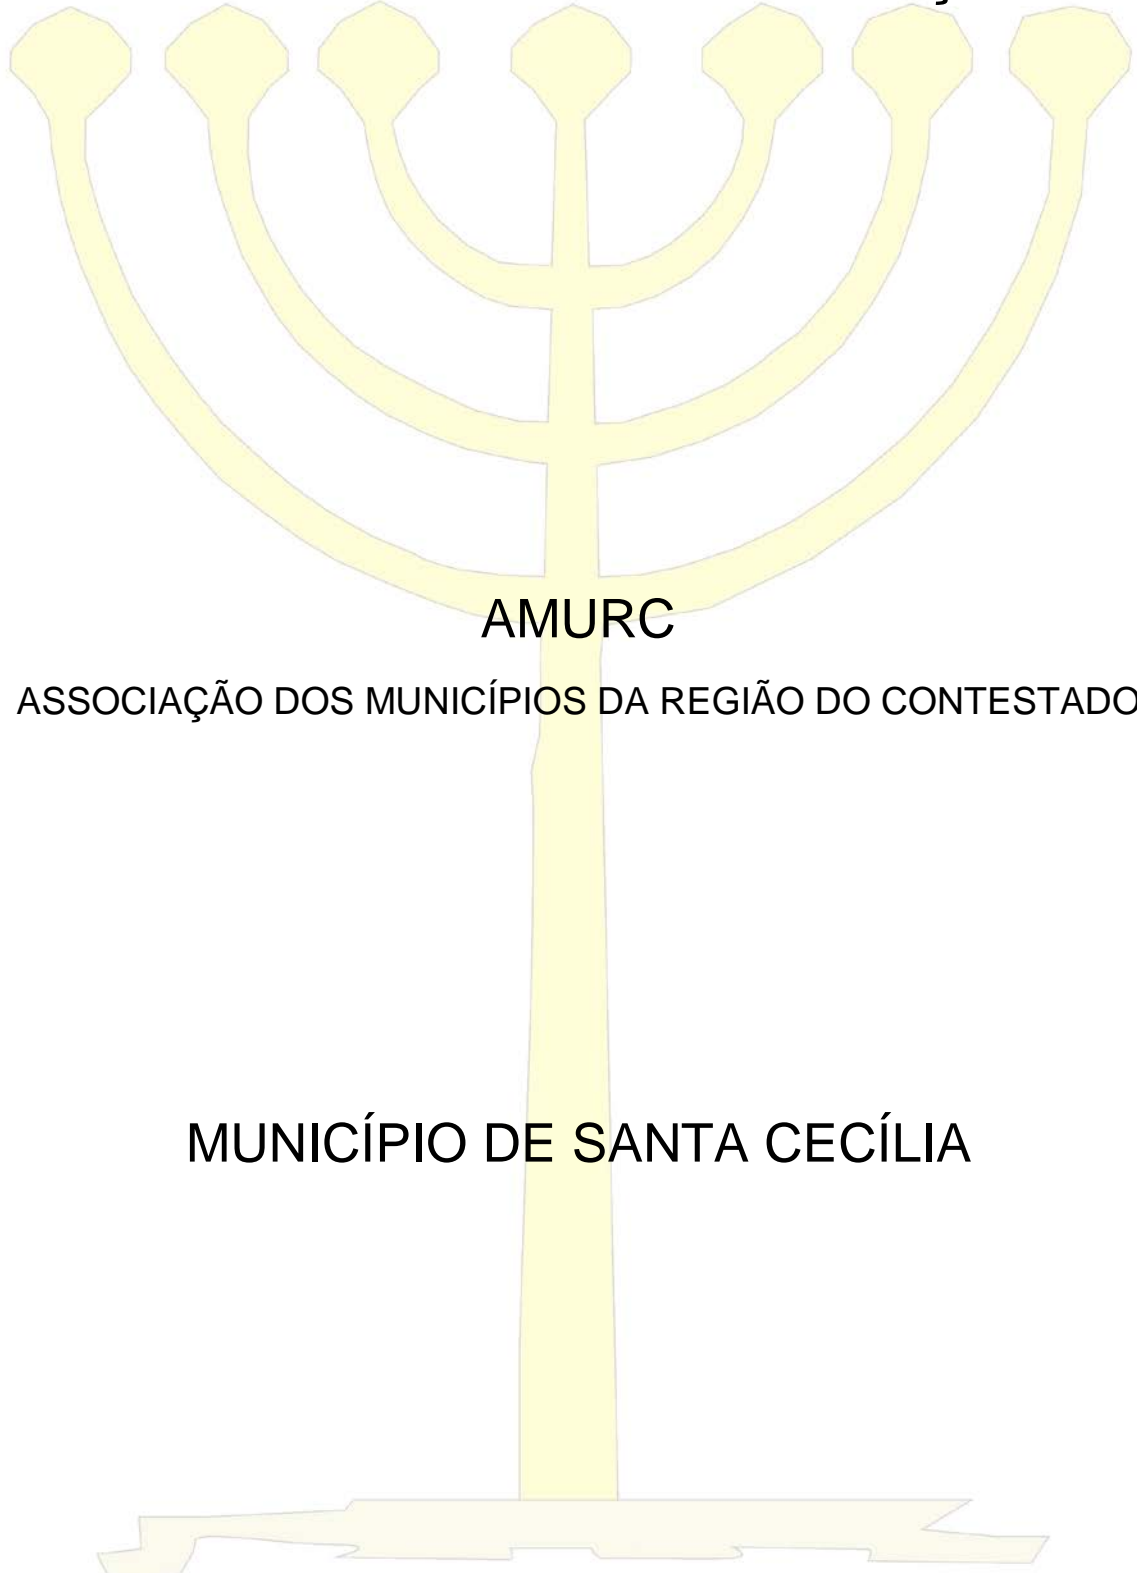 AMURC
ASSOCIAÇÃO DOS MUNICÍPIOS DA REGIÃO DO CONTESTADO
MUNICÍPIO DE SANTA CECÍLIA